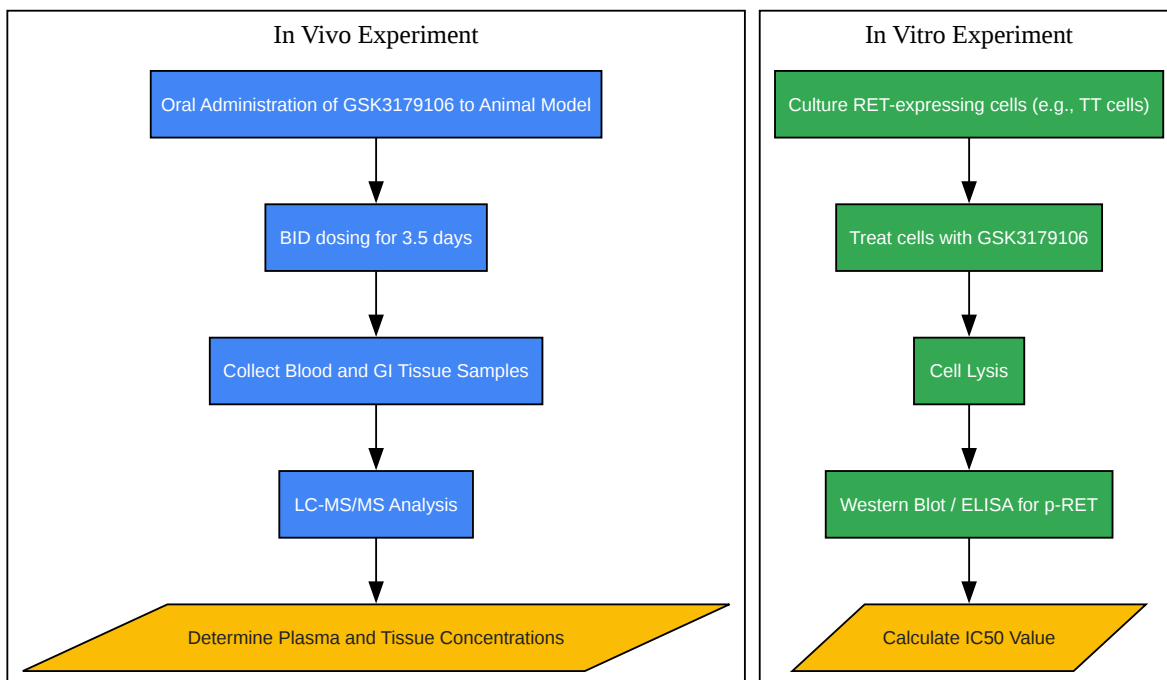 In Vivo Experiment
Oral Administration of GSK3179106 to Animal Model
BID dosing for 3.5 days
Collect Blood and GI Tissue Samples
LC-MS/MS Analysis
Determine Plasma and Tissue Concentrations
In Vitro Experiment
Culture RET-expressing cells (e.g., TT cells)
Treat cells with GSK3179106
Cell Lysis
Western Blot / ELISA for p-RET
Calculate IC50 Value